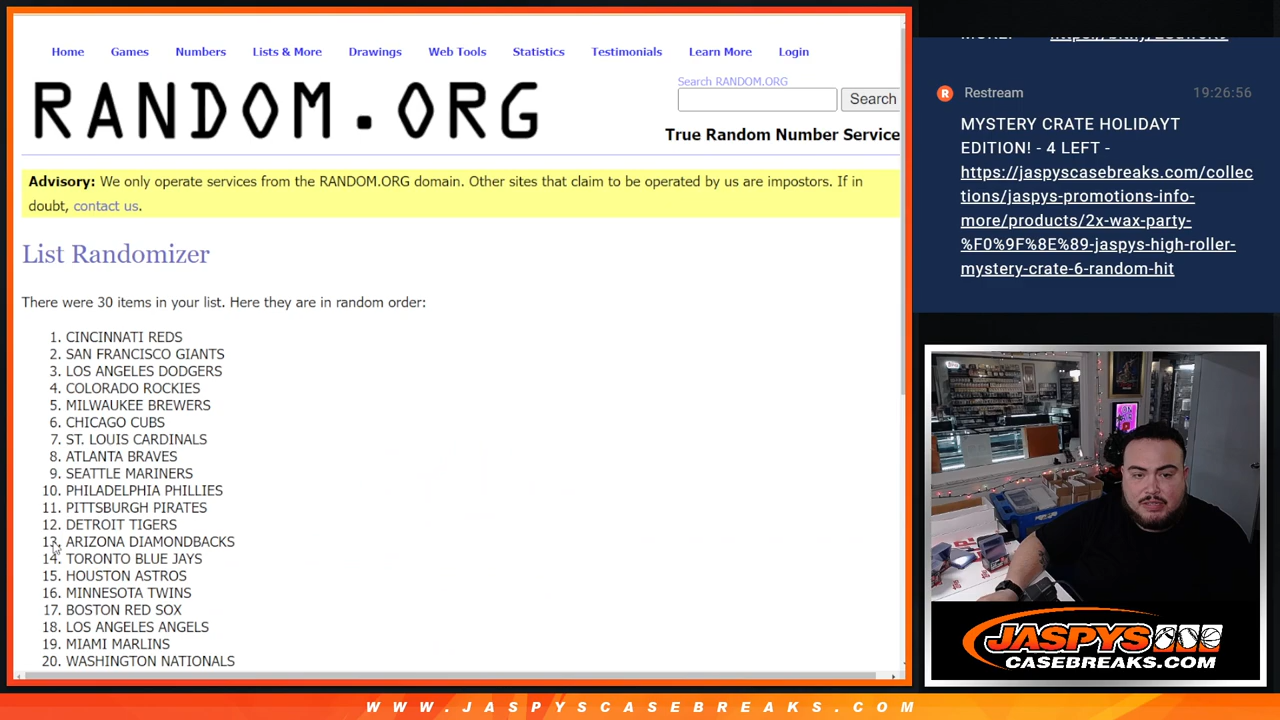 Home Games Numbers Lists & More Drawings Web Tools Statistics Testimonials Learn More Login
RANDOM.ORG
Search RANDOM.ORG
Search
True Random Number Service
Advisory: We only operate services from the RANDOM.ORG domain. Other sites that claim to be operated by us are impostors. If in
doubt, contact us.
List Randomizer
There were 30 items in your list. Here they are in random order:
1. CINCINNATI REDS
2. SAN FRANCISCO GIANTS
3. LOS ANGELES DODGERS
4. COLORADO ROCKIES
5. MILWAUKEE BREWERS
6. CHICAGO CUBS
7. ST. LOUIS CARDINALS
8. ATLANTA BRAVES
9. SEATTLE MARINERS
10. PHILADELPHIA PHILLIES
11. PITTSBURGH PIRATES
12. DETROIT TIGERS
13. ARIZONA DIAMONDBACKS
14. TORONTO BLUE JAYS
15. HOUSTON ASTROS
16. MINNESOTA TWINS
17. BOSTON RED SOX
18. LOS ANGELES ANGELS
19. MIAMI MARLINS
20. WASHINGTON NATIONALS
R Restream 19:26:56
MYSTERY CRATE HOLIDAYT
EDITION! - 4 LEFT -
https://jaspyscasebreaks.com/collec
tions/jaspys-promotions-info-
more/products/2x-wax-party-
%F0%9F%8E%89-jaspys-high-roller-
mystery-crate-6-random-hit
JASPYS
CASEBREAKS.COM
WWW.JASPYSCASEBREAKS.COM